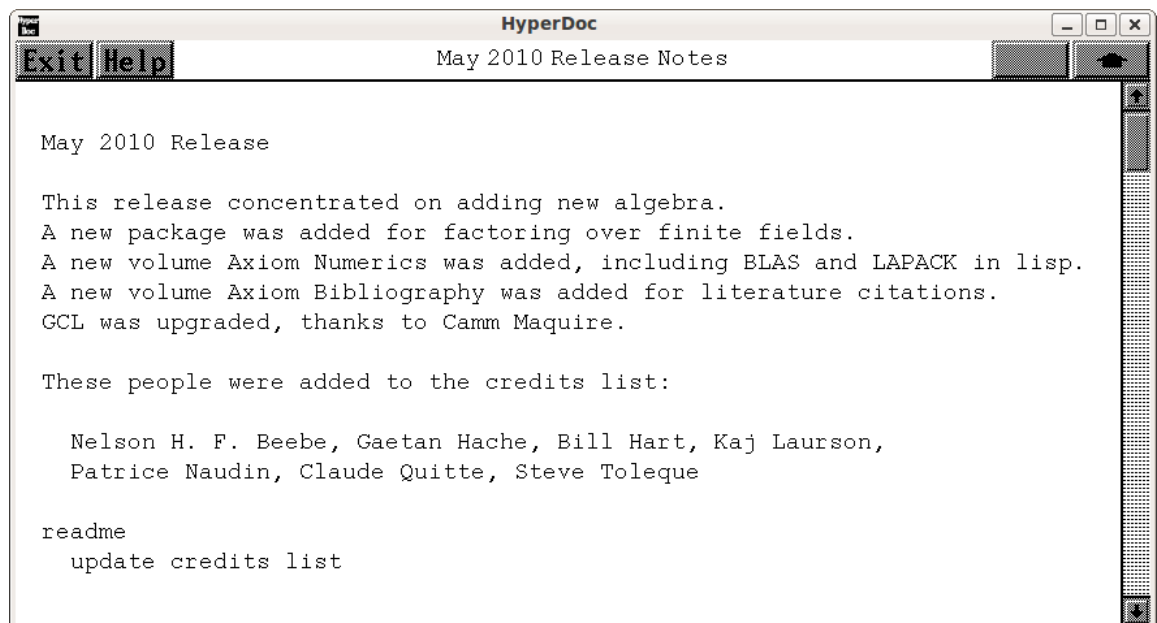 Hyper
Doc
HyperDoc
Exit Help
May 2010 Release Notes
May 2010 Release
This release concentrated on adding new algebra.
A new package was added for factoring over finite fields.
A new volume Axiom Numerics was added, including BLAS and LAPACK in lisp.
A new volume Axiom Bibliography was added for literature citations.
GCL was upgraded, thanks to Camm Maquire.
These people were added to the credits list:
Nelson H. F. Beebe, Gaetan Hache, Bill Hart, Kaj Laurson,
Patrice Naudin, Claude Quitte, Steve Toleque
readme
update credits list